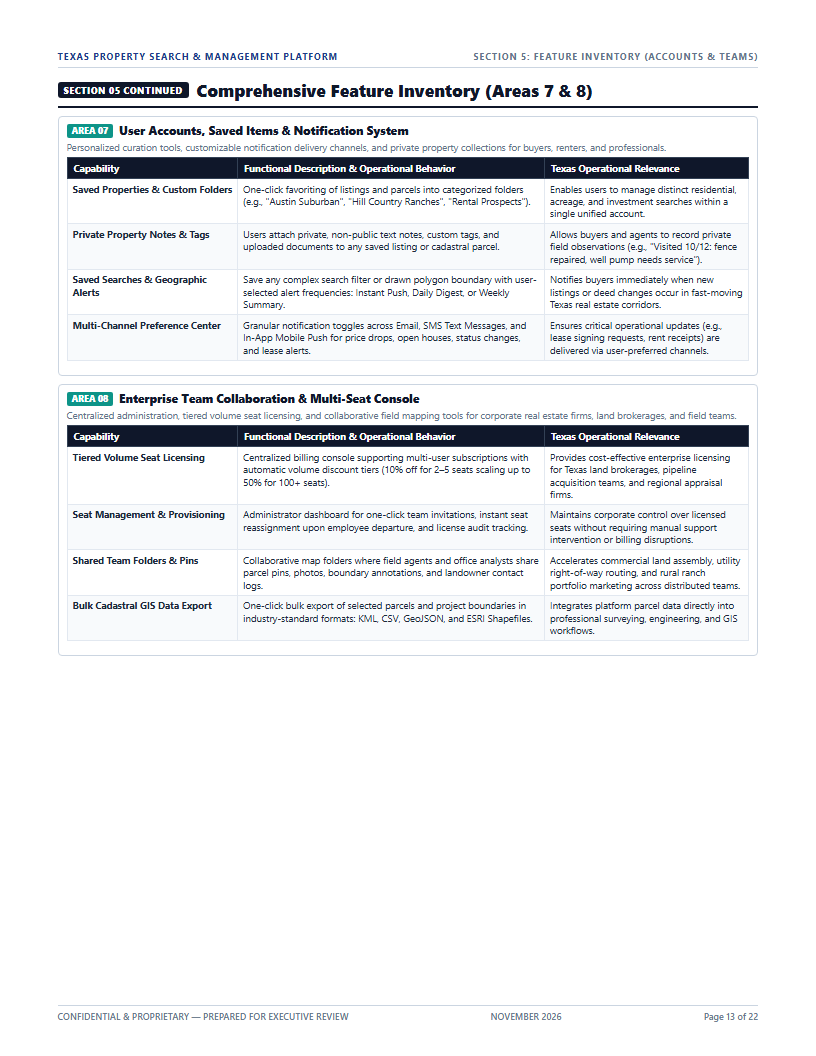 TEXAS PROPERTY SEARCH & MANAGEMENT PLATFORM
SECTION 5: FEATURE INVENTORY (ACCOUNTS & TEAMS)
SECTION 05 CONTINUED
Comprehensive Feature Inventory (Areas 7 & 8)
AREA 07
User Accounts, Saved Items & Notification System
Personalized curation tools, customizable notification delivery channels, and private property collections for buyers, renters, and professionals.
Capability
Functional Description & Operational Behavior
Texas Operational Relevance
Saved Properties & Custom Folders
One-click favoriting of listings and parcels into categorized folders
(e.g., "Austin Suburban", "Hill Country Ranches", "Rental Prospects").
Enables users to manage distinct residential,
acreage, and investment searches within a
single unified account.
Private Property Notes & Tags
Users attach private, non-public text notes, custom tags, and
uploaded documents to any saved listing or cadastral parcel.
Allows buyers and agents to record private
field observations (e.g., "Visited 10/12: fence
repaired, well pump needs service").
Saved Searches & Geographic
Alerts
Save any complex search filter or drawn polygon boundary with user-
selected alert frequencies: Instant Push, Daily Digest, or Weekly
Summary.
Notifies buyers immediately when new
listings or deed changes occur in fast-moving
Texas real estate corridors.
Multi-Channel Preference Center
Granular notification toggles across Email, SMS Text Messages, and
In-App Mobile Push for price drops, open houses, status changes,
and lease alerts.
Ensures critical operational updates (e.g.,
lease signing requests, rent receipts) are
delivered via user-preferred channels.
AREA 08
Enterprise Team Collaboration & Multi-Seat Console
Centralized administration, tiered volume seat licensing, and collaborative field mapping tools for corporate real estate firms, land brokerages, and field teams.
Capability
Functional Description & Operational Behavior
Texas Operational Relevance
Tiered Volume Seat Licensing
Centralized billing console supporting multi-user subscriptions with
automatic volume discount tiers (10% off for 2–5 seats scaling up to
50% for 100+ seats).
Provides cost-effective enterprise licensing
for Texas land brokerages, pipeline
acquisition teams, and regional appraisal
firms.
Seat Management & Provisioning
Administrator dashboard for one-click team invitations, instant seat
reassignment upon employee departure, and license audit tracking.
Maintains corporate control over licensed
seats without requiring manual support
intervention or billing disruptions.
Shared Team Folders & Pins
Collaborative map folders where field agents and office analysts share
parcel pins, photos, boundary annotations, and landowner contact
logs.
Accelerates commercial land assembly, utility
right-of-way routing, and rural ranch
portfolio marketing across distributed teams.
Bulk Cadastral GIS Data Export
One-click bulk export of selected parcels and project boundaries in
industry-standard formats: KML, CSV, GeoJSON, and ESRI Shapefiles.
Integrates platform parcel data directly into
professional surveying, engineering, and GIS
workflows.
CONFIDENTIAL & PROPRIETARY — PREPARED FOR EXECUTIVE REVIEW
NOVEMBER 2026
Page 13 of 22